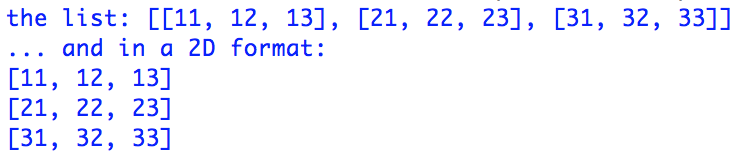 the list: [[11, 12, 13], [21, 22, 23], [31, 32, 33]]
... and in a 2D format:
[11, 12, 13]
[21, 22, 23]
[31, 32, 33]